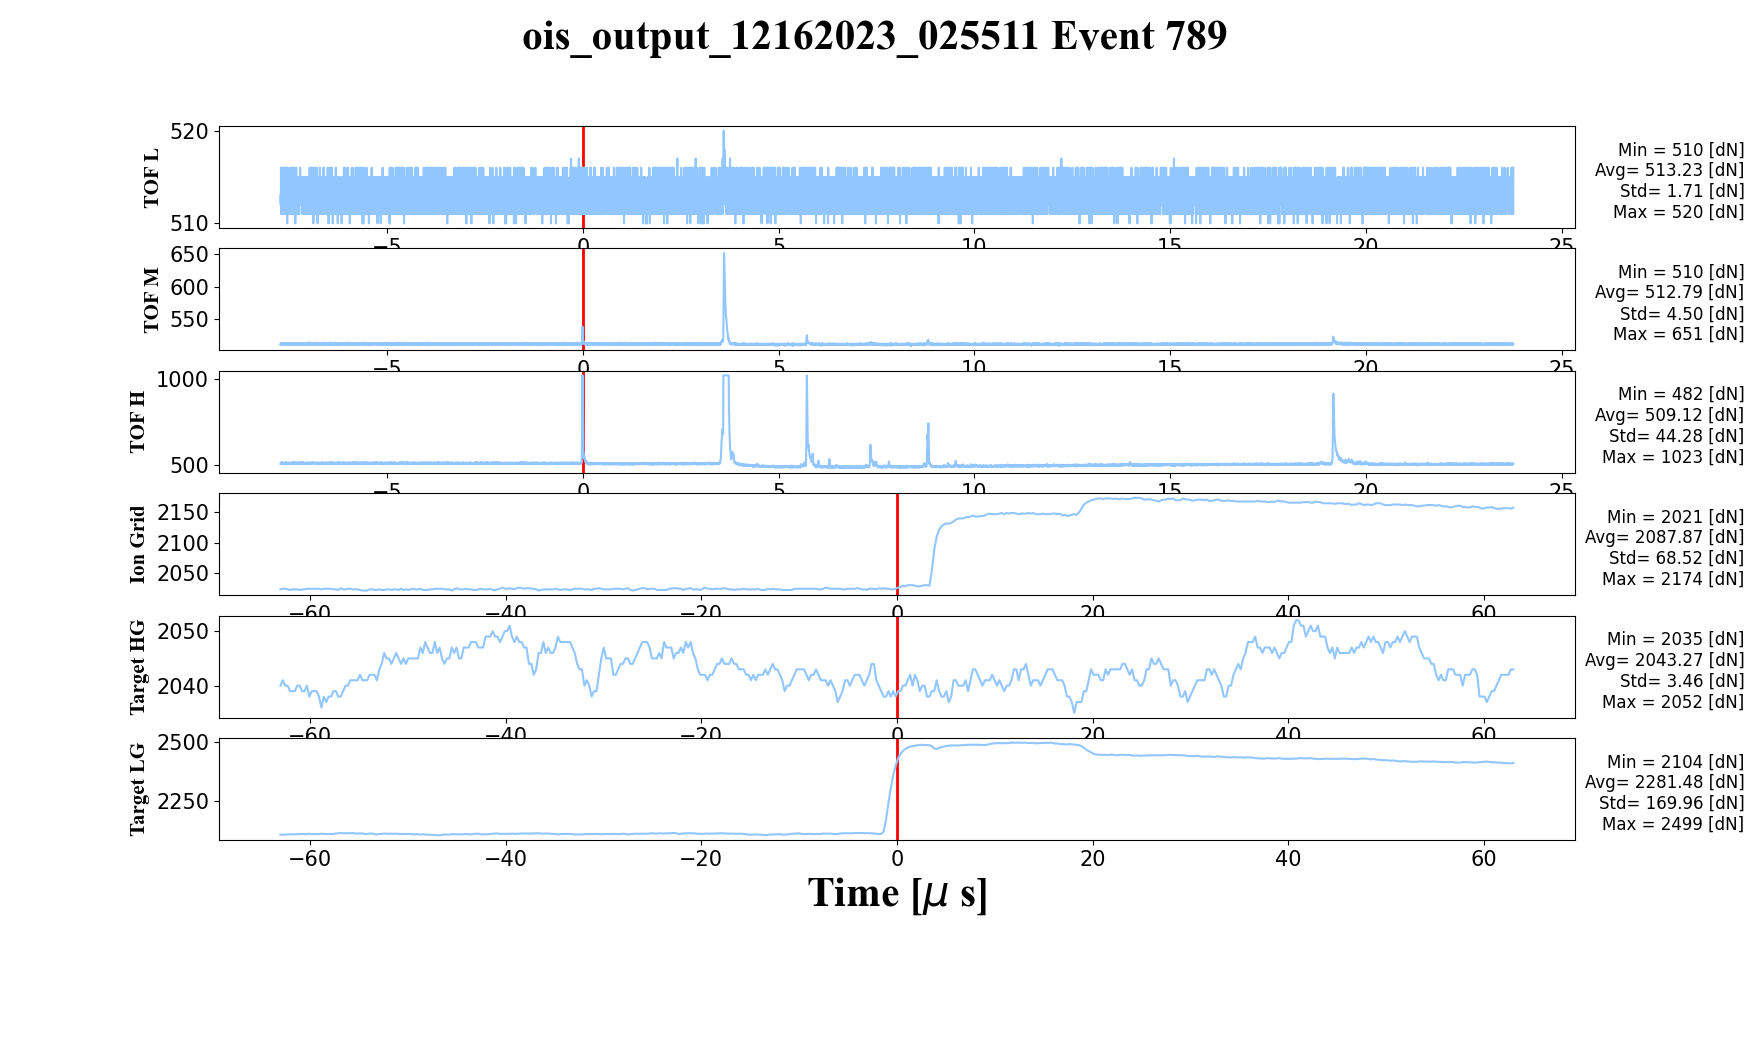 ois_output_12162023_025511 Event 789
TOF L
520
510
−5
0
5
10
15
20
25
Min = 510 [dN]
Avg= 513.23 [dN]
Std= 1.71 [dN]
Max = 520 [dN]
TOF M
650
600
550
−5
0
5
10
15
20
25
Min = 510 [dN]
Avg= 512.79 [dN]
Std= 4.50 [dN]
Max = 651 [dN]
TOF H
1000
500
−5
0
5
10
15
20
25
Min = 482 [dN]
Avg= 509.12 [dN]
Std= 44.28 [dN]
Max = 1023 [dN]
Ion Grid
2150
2100
2050
−60
−40
−20
0
20
40
60
Min = 2021 [dN]
Avg= 2087.87 [dN]
Std= 68.52 [dN]
Max = 2174 [dN]
Target HG
2050
2040
−60
−40
−20
0
20
40
60
Min = 2035 [dN]
Avg= 2043.27 [dN]
Std= 3.46 [dN]
Max = 2052 [dN]
Target LG
2500
2250
−60
−40
−20
0
20
40
60
Min = 2104 [dN]
Avg= 2281.48 [dN]
Std= 169.96 [dN]
Max = 2499 [dN]
Time [μ s]